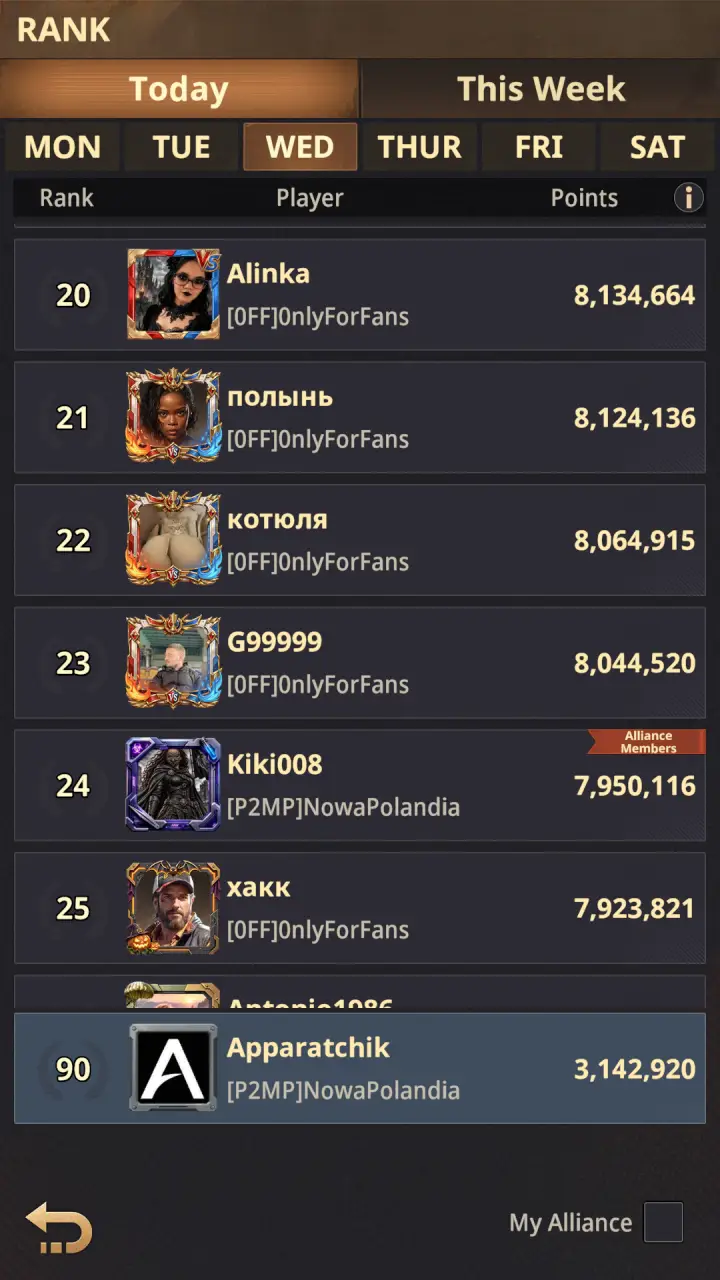 RANK
Today
This Week
MON
TUE
WED
THUR
FRI
SAT
Rank
Player
Points
20
Alinka
[0FF]0nlyForFans
8,134,664
21
полынь
[0FF]0nlyForFans
8,124,136
22
котюля
[0FF]0nlyForFans
8,064,915
23
G99999
[0FF]0nlyForFans
8,044,520
Alliance
Members
24
Kiki008
[P2MP]NowaPolandia
7,950,116
25
хакк
[0FF]0nlyForFans
7,923,821
Antonio1986
90
Apparatchik
[P2MP]NowaPolandia
3,142,920
My Alliance